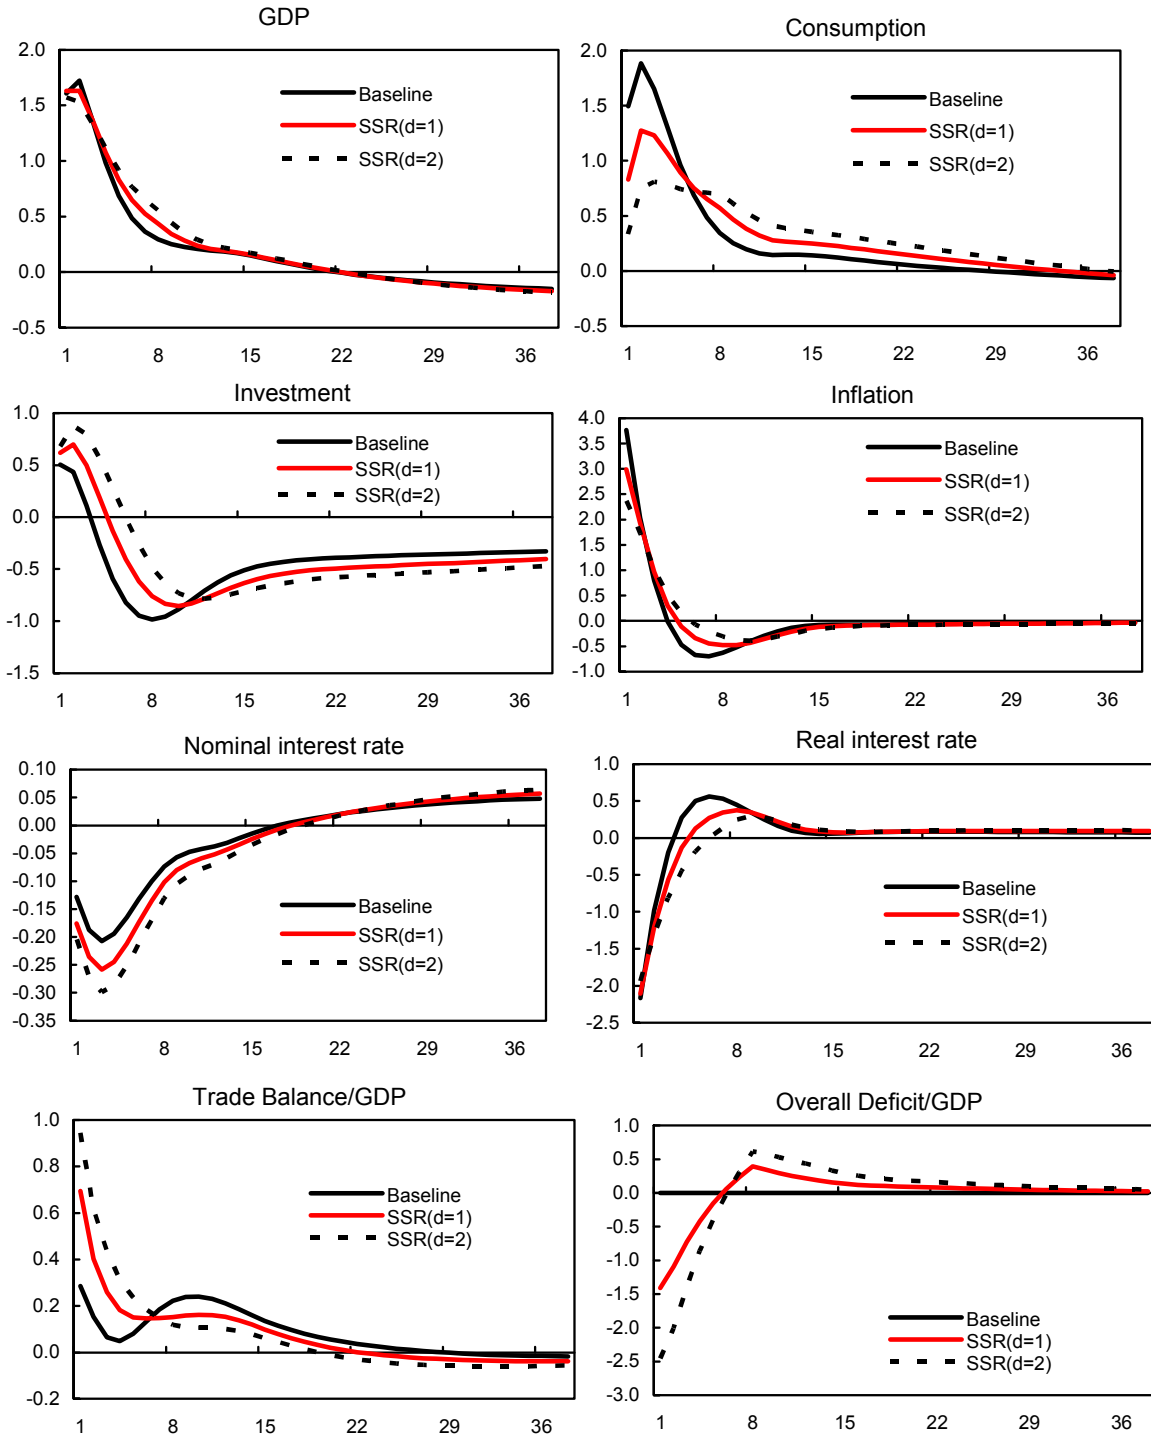 GDP
2.0
1.5
1.0
0.5
0.0
-0.5
Baseline
SSR(d=1)
SSR(d=2)
1 8 15 22 29 36
Consumption
2.0
1.5
1.0
0.5
0.0
-0.5
Baseline
SSR(d=1)
SSR(d=2)
1 8 15 22 29 36
Investment
1.0
0.5
0.0
-0.5
-1.0
-1.5
Baseline
SSR(d=1)
SSR(d=2)
1 8 15 22 29 36
Inflation
4.0
3.5
3.0
2.5
2.0
1.5
1.0
0.5
0.0
-0.5
-1.0
Baseline
SSR(d=1)
SSR(d=2)
1 8 15 22 29 36
Nominal interest rate
0.10
0.05
0.00
-0.05
-0.10
-0.15
-0.20
-0.25
-0.30
-0.35
Baseline
SSR(d=1)
SSR(d=2)
1 8 15 22 29 36
Real interest rate
1.0
0.5
0.0
-0.5
-1.0
-1.5
-2.0
-2.5
Baseline
SSR(d=1)
SSR(d=2)
1 8 15 22 29 36
Trade Balance/GDP
1.0
0.8
0.6
0.4
0.2
0.0
-0.2
Baseline
SSR(d=1)
SSR(d=2)
1 8 15 22 29 36
Overall Deficit/GDP
1.0
0.5
0.0
-0.5
-1.0
-1.5
-2.0
-2.5
-3.0
Baseline
SSR(d=1)
SSR(d=2)
1 8 15 22 29 36